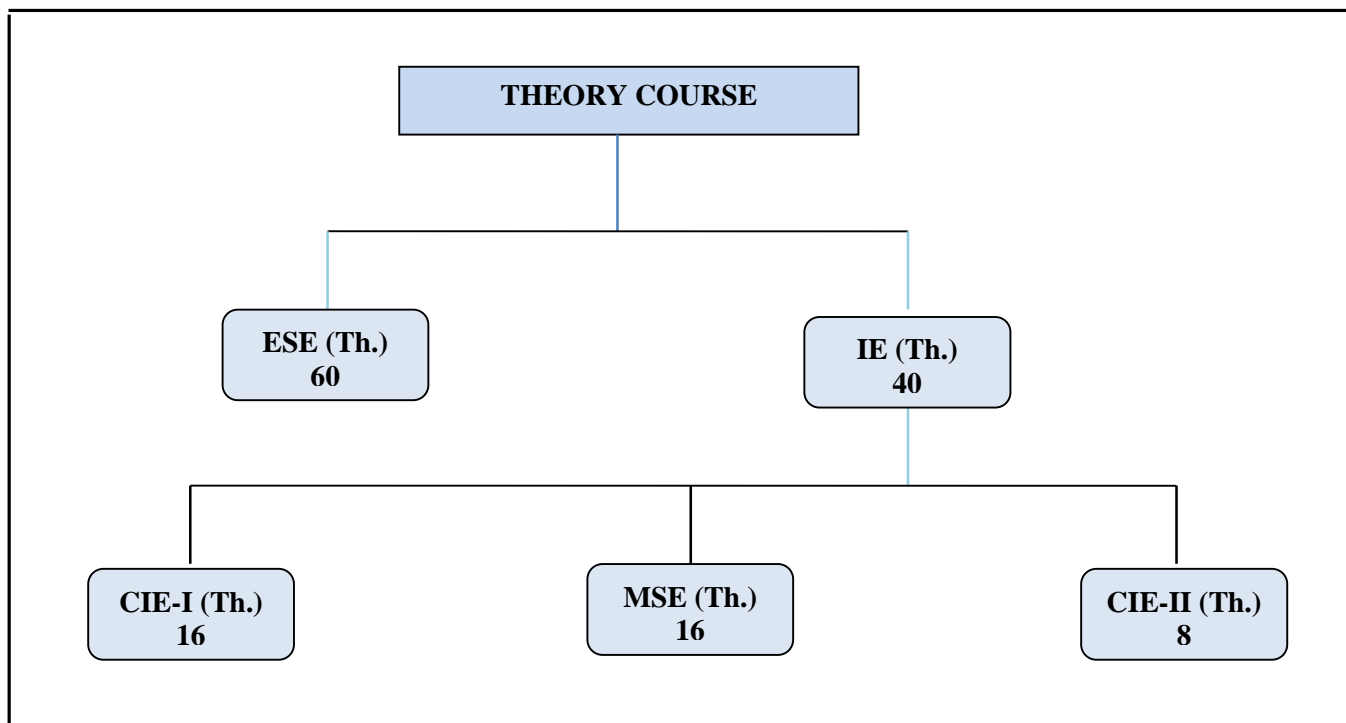 THEORY COURSE
ESE (Th.)
60
IE (Th.)
40
CIE-I (Th.)
16
MSE (Th.)
16
CIE-II (Th.)
8